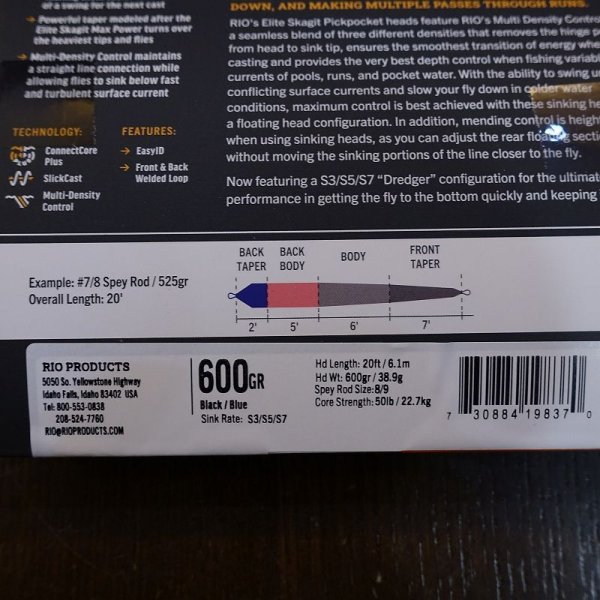 of a swing for the next cast
→ Powerful taper modeled after the
Elite Skagit Max Power turns over
the heaviest tips and flies
→ Multi-Density Control maintains
a straight line connection while
allowing flies to sink below fast
and turbulent surface current
TECHNOLOGY:
ConnectCore
Plus
SlickCast
Multi-Density
Control
FEATURES:
→ EasyID
→ Front & Back
Welded Loop
DOWN, AND MAKING MULTIPLE PASSES THROUGH RUNS.
RIO's Elite Skagit Pickpocket heads feature RIO's Multi Density Control
a seamless blend of three different densities that removes the hinge
from head to sink tip, ensures the smoothest transition of energy
casting and provides the very best depth control when fishing
currents of pools, runs, and pocket water. With the ability to swing
conflicting surface currents and slow your fly down in colder water
conditions, maximum control is best achieved with these sinking
a floating head configuration. In addition, mending control is
when using sinking heads, as you can adjust the rear floating
without moving the sinking portions of the line closer to the fly.
Now featuring a S3/S5/S7 "Dredger" configuration for the
performance in getting the fly to the bottom quickly and keeping
Example: #7/8 Spey Rod / 525gr
Overall Length: 20'
BACK
TAPER
BACK
BODY
BODY
FRONT
TAPER
2' 5' 6' 7'
RIO PRODUCTS
5050 So. Yellowstone Highway
Idaho Falls, Idaho 83402 USA
Tel: 800-553-0838
208-524-7760
RIO@RIOPRODUCTS.COM
600GR
Black / Blue
Sink Rate: S3/S5/S7
Hd Length: 20ft / 6.1m
Hd Wt: 600gr / 38.9g
Spey Rod Size: 8/9
Core Strength: 50lb / 22.7kg
7 30884 19837 0